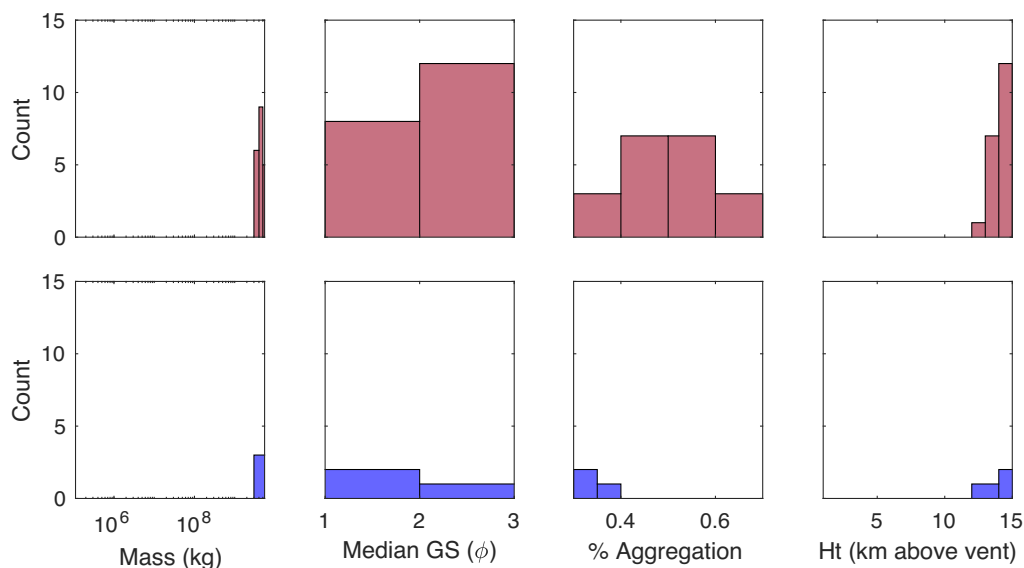 Count
15
10
5
0
Count
15
10
5
0
10^6 10^8
Mass (kg)
1 2 3
Median GS (ϕ)
0.4 0.6
% Aggregation
5 10 15
Ht (km above vent)